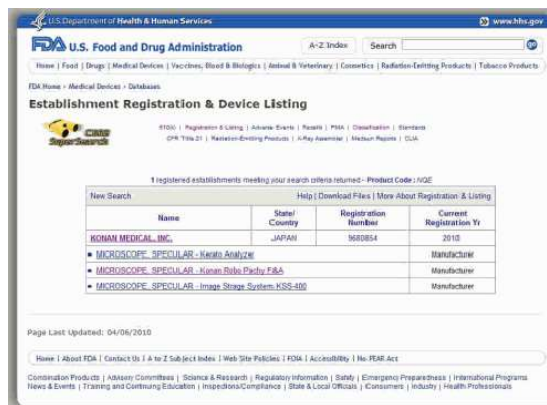 U.S. Department of Health & Human Services
www.hhs.gov
FDA U.S. Food and Drug Administration
A-Z Index
Search
go
Home | Food | Drugs | Medical Devices | Vaccines, Blood & Biologics | Animal & Veterinary | Cosmetics | Radiation-Emitting Products | Tobacco Products
FDA Home > Medical Devices > Databases
Establishment Registration & Device Listing
CDRH SuperSearch
510(k) | Registration & Listing | Adverse Events | Recalls | PMA | Classification | Standards
CFR Title 21 | Radiation-Emitting Products | X-Ray Assembler | Medsun Reports | CLIA
1 registered establishments meeting your search criteria returned - Product Code: NQE
New Search
Help | Download Files | More About Registration & Listing
Name
State/ Country
Registration Number
Current Registration Yr
KONAN MEDICAL, INC.
JAPAN
9680864
2010
MICROSCOPE, SPECULAR - Kerato Analyzer
Manufacturer
MICROSCOPE, SPECULAR - Konan Robo Pachy F&A
Manufacturer
MICROSCOPE, SPECULAR - Image Strage System: KSS-400
Manufacturer
Page Last Updated: 04/06/2010
Home | About FDA | Contact Us | A to Z Subject Index | Web Site Policies | FOIA | Accessibility | No FEAR Act
Combination Products | Advisory Committees | Science & Research | Regulatory Information | Safety | Emergency Preparedness | International Programs
News & Events | Training and Continuing Education | Inspections/Compliance | State & Local Officials | Consumers | Industry | Health Professionals